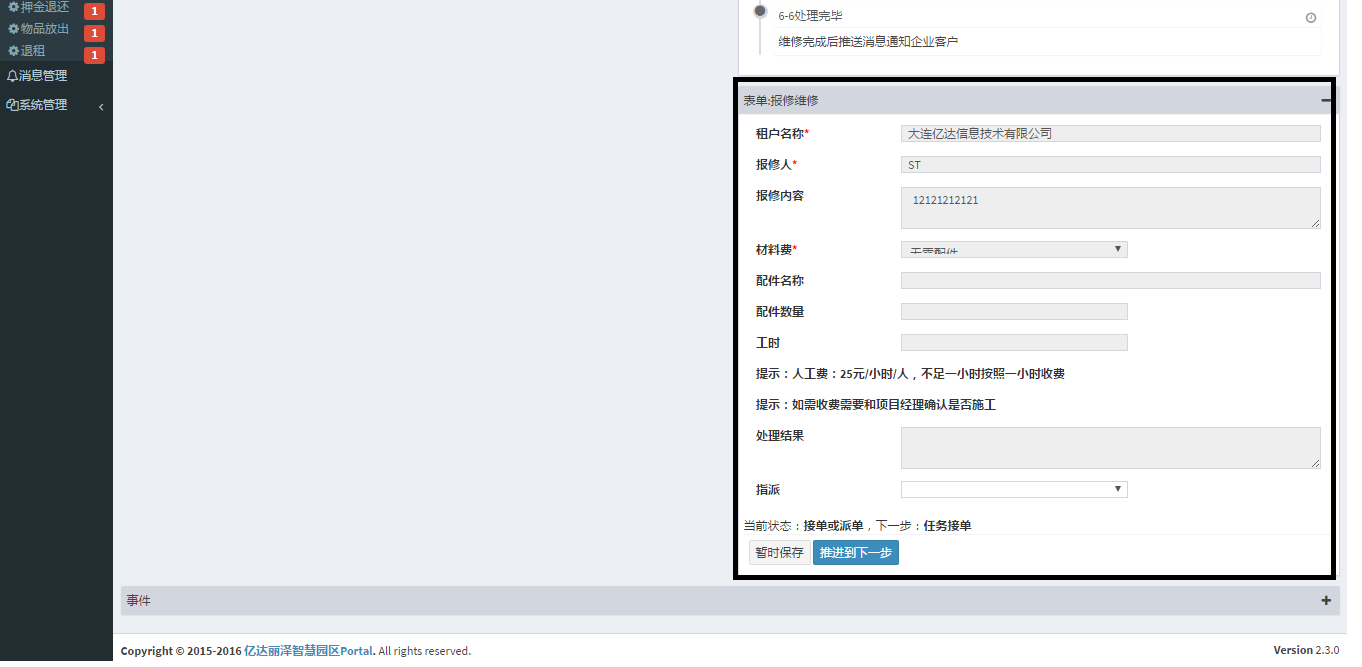 押金退还 1
物品放出 1
退租 1
消息管理
系统管理
6-6处理完毕
维修完成后推送消息通知企业客户
表单:报修维修
租户名称* 大连亿达信息技术有限公司
报修人* ST
报修内容 12121212121
材料费* 无需配件
配件名称
配件数量
工时
提示：人工费：25元/小时/人，不足一小时按照一小时收费
提示：如需收费需要和项目经理确认是否施工
处理结果
指派
当前状态：接单或派单，下一步：任务接单
暂时保存 推进到下一步
事件
Copyright © 2015-2016 亿达丽泽智慧园区Portal. All rights reserved. Version 2.3.0